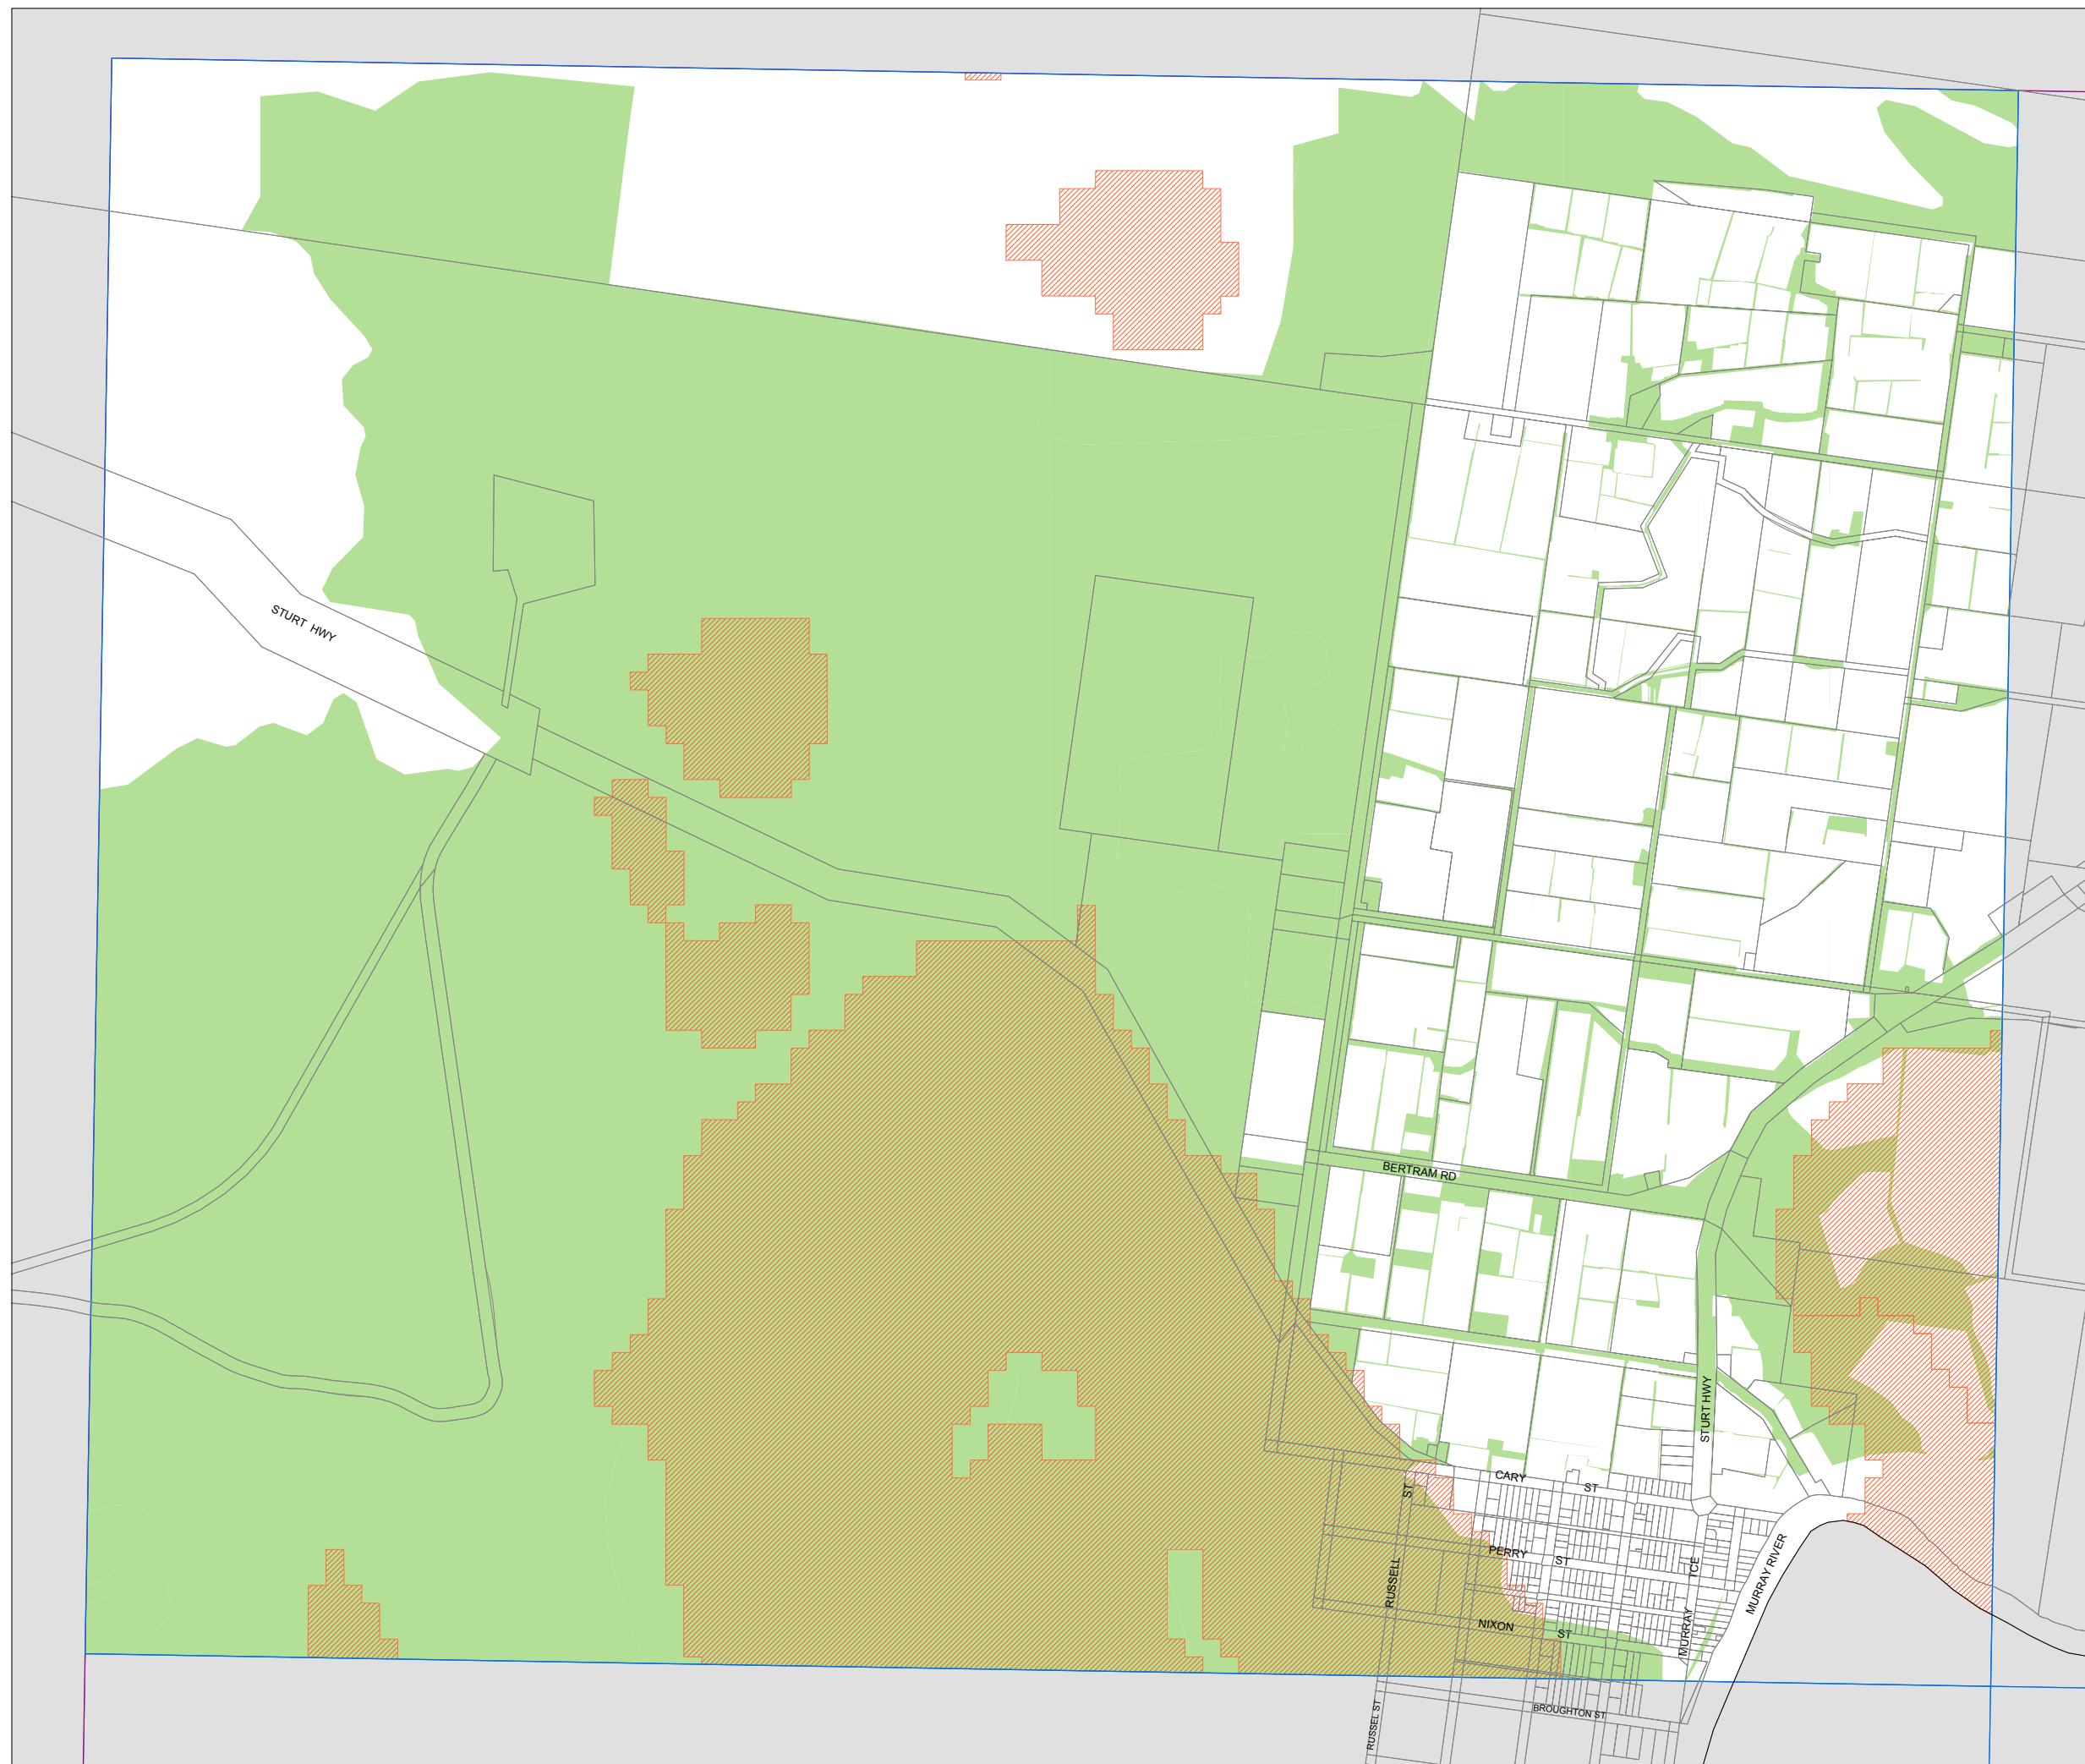 STURT HWY
BERTRAM RD
STURT HWY
CARY ST
ST
PERRY ST
RUSSELL
TCE
MURRAY RIVER
NIXON ST
MURRAY
RUSSEL ST
BROUGHTON ST